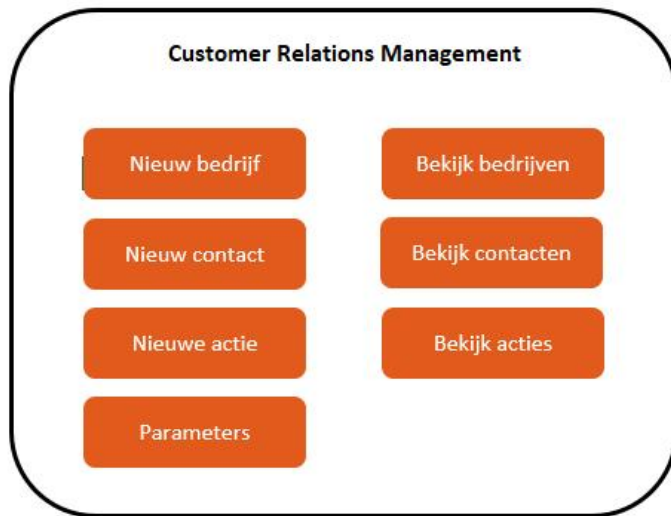 Customer Relations Management
Nieuw bedrijf
Bekijk bedrijven
Nieuw contact
Bekijk contacten
Nieuwe actie
Bekijk acties
Parameters